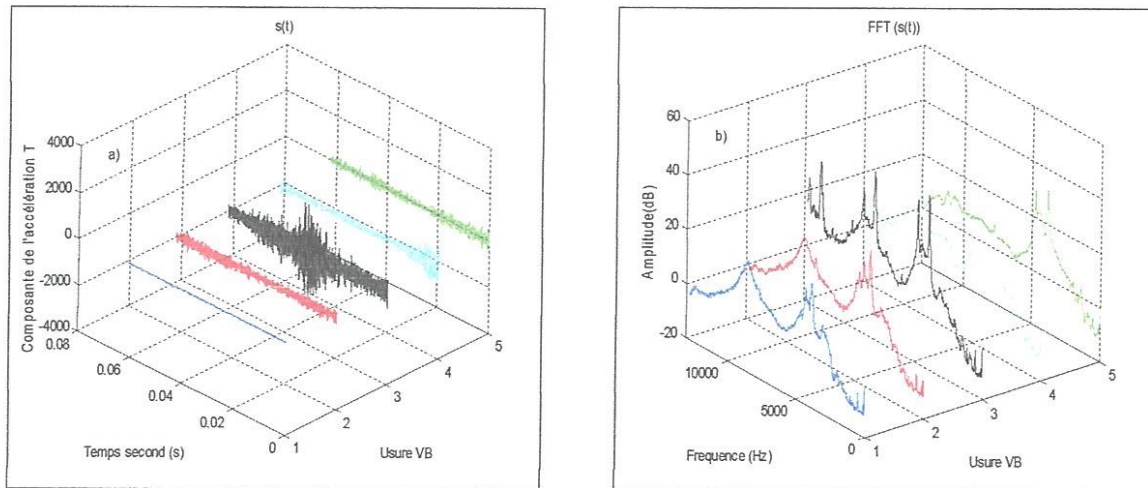 s(t)
a)
Composante de l'accélération T
4000
2000
0
-2000
-4000
0.08
0.06
0.04
0.02
0
Temps second (s)
1
2
3
4
5
Usure VB
FFT (s(t))
b)
Amplitude(dB)
60
40
20
0
-20
10000
5000
0
Frequence (Hz)
1
2
3
4
5
Usure VB